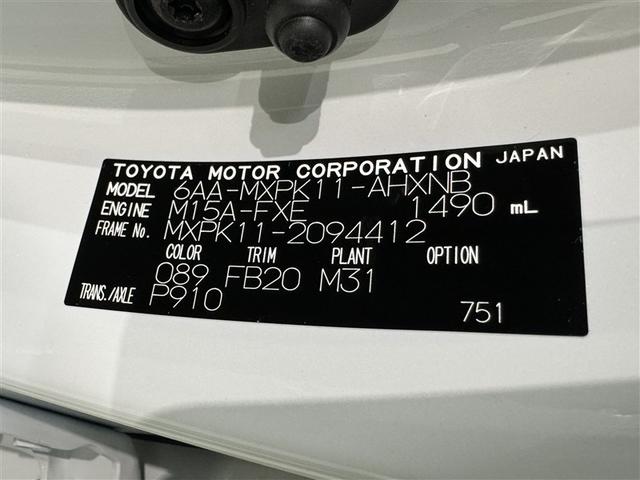 TOYOTA MOTOR CORPORATION JAPAN
MODEL 6AA-MXPK11-AHXNB
ENGINE M15A-FXE 1490 mL
FRAME No. MXPK11-2094412
COLOR TRIM PLANT OPTION
089 FB20 M31
TRANS./AXLE P910
751